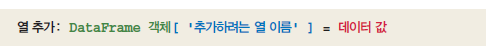 열 추가: DataFrame 객체[ '추가하려는 열 이름' ] = 데이터 값